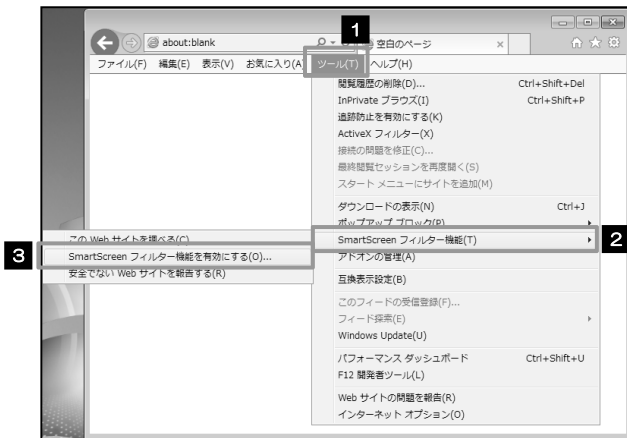 1
about:blank
空白のページ
ファイル(F) 編集(E) 表示(V) お気に入り(A) ツール(T) ヘルプ(H)
閲覧履歴の削除(D)... Ctrl+Shift+Del
InPrivate ブラウズ(I) Ctrl+Shift+P
追跡防止を有効にする(K)
ActiveX フィルター(X)
接続の問題を修正(C)...
最終閲覧セッションを再度開く(S)
スタート メニューにサイトを追加(M)
ダウンロードの表示(N) Ctrl+J
ポップアップ ブロック(P)
SmartScreen フィルター機能(T) 2
アドオンの管理(A)
この Web サイトを調べる(C)
3 SmartScreen フィルター機能を有効にする(O)...
安全でない Web サイトを報告する(R)
互換表示設定(B)
このフィードの受信登録(F)...
フィード探索(E)
Windows Update(U)
パフォーマンス ダッシュボード Ctrl+Shift+U
F12 開発者ツール(L)
Web サイトの問題を報告(R)
インターネット オプション(O)